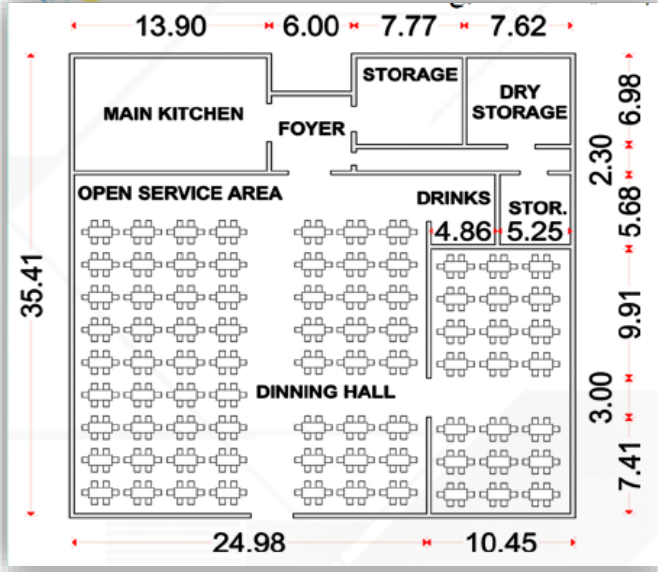 13.90 6.00 7.77 7.62
STORAGE
DRY
STORAGE
MAIN KITCHEN
FOYER
6.98
2.30
OPEN SERVICE AREA
DRINKS
STOR.
4.86 5.25
5.68
35.41
9.91
DINNING HALL
3.00
7.41
24.98 10.45